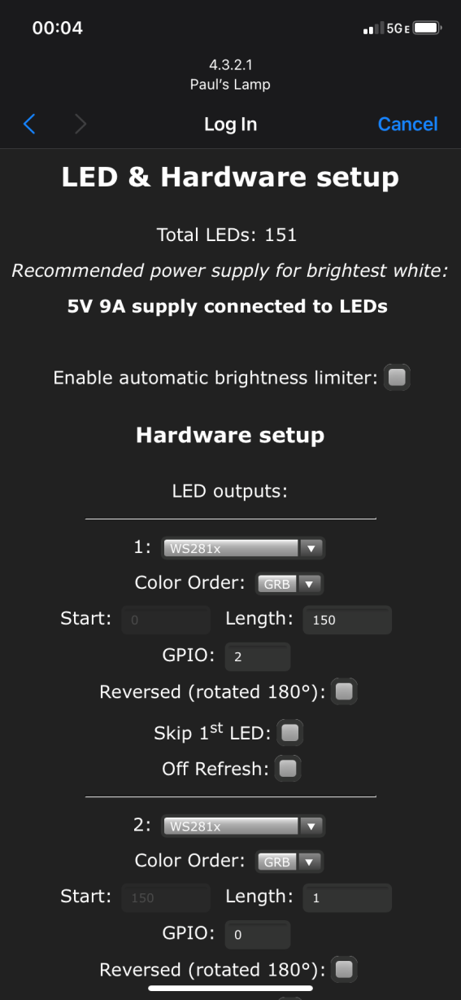 00:04
5GE
4.3.2.1
Paul's Lamp
Log In
Cancel
LED & Hardware setup
Total LEDs: 151
Recommended power supply for brightest white:
5V 9A supply connected to LEDs
Enable automatic brightness limiter:
Hardware setup
LED outputs:
1: WS281x
Color Order: GRB
Start: 0 Length: 150
GPIO: 2
Reversed (rotated 180°):
Skip 1st LED:
Off Refresh:
2: WS281x
Color Order: GRB
Start: 150 Length: 1
GPIO: 0
Reversed (rotated 180°):